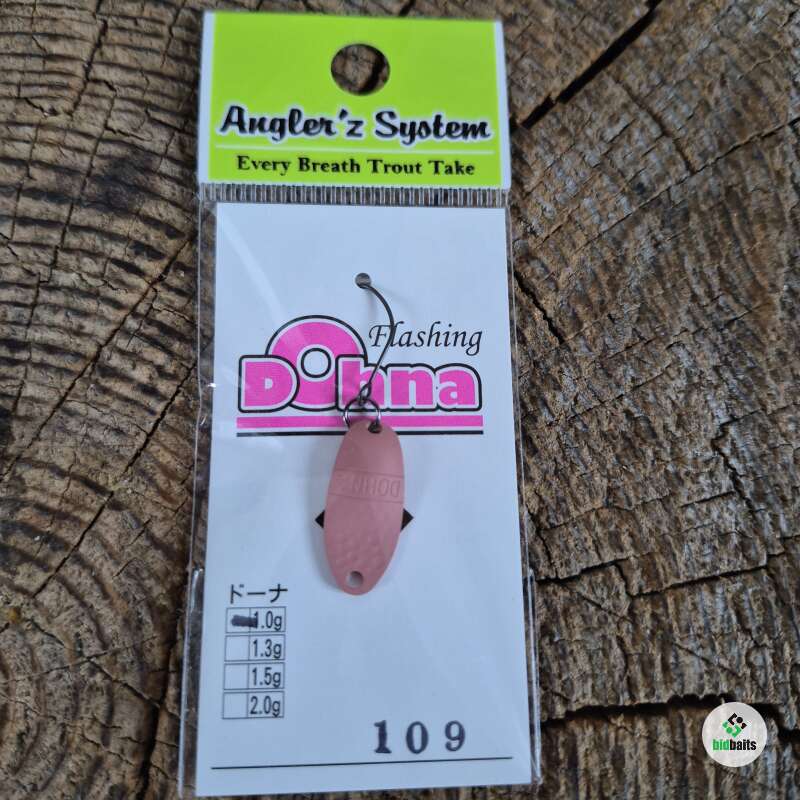 Angler'z System
Every Breath Trout Take
Flashing
Dohna
ドーナ
1.0g
1.3g
1.5g
2.0g
109
bidbaits